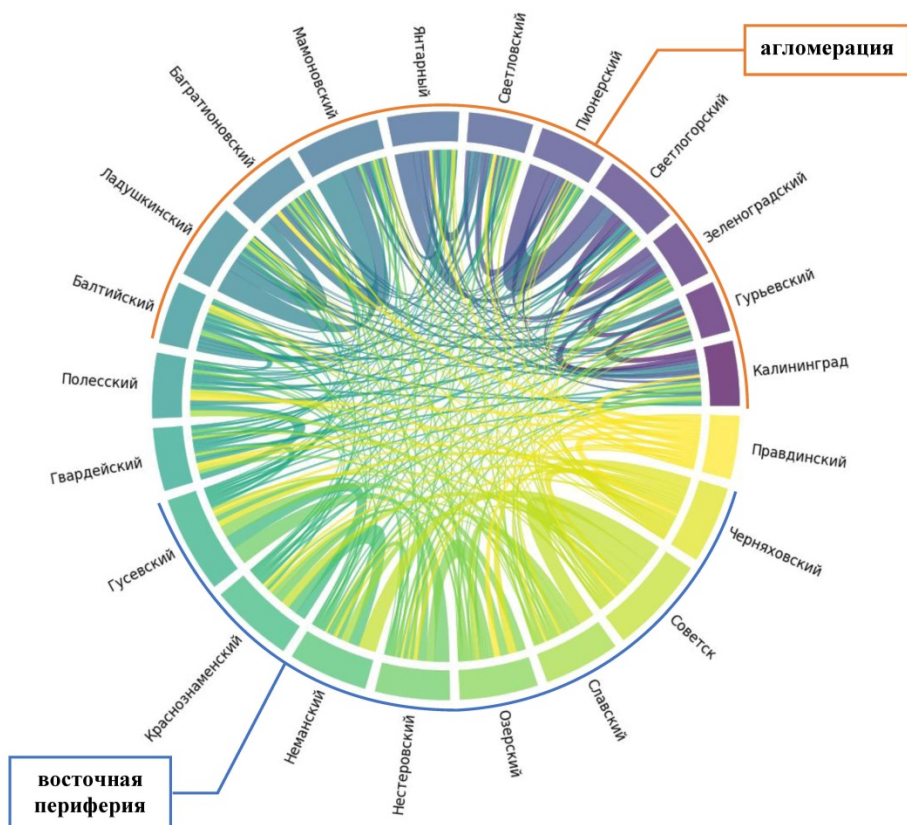 агломерация
Балтийский
Ладушкинский
Багратионовский
Мамоновский
Янтарный
Светловский
Пионерский
Светлогорский
Зеленоградский
Гурьевский
Калининград
Правдинский
Черняховский
Советск
Славский
Озерский
Нестеровский
Неманский
Краснознаменский
Гусевский
Гвардейский
Полесский
восточная
периферия